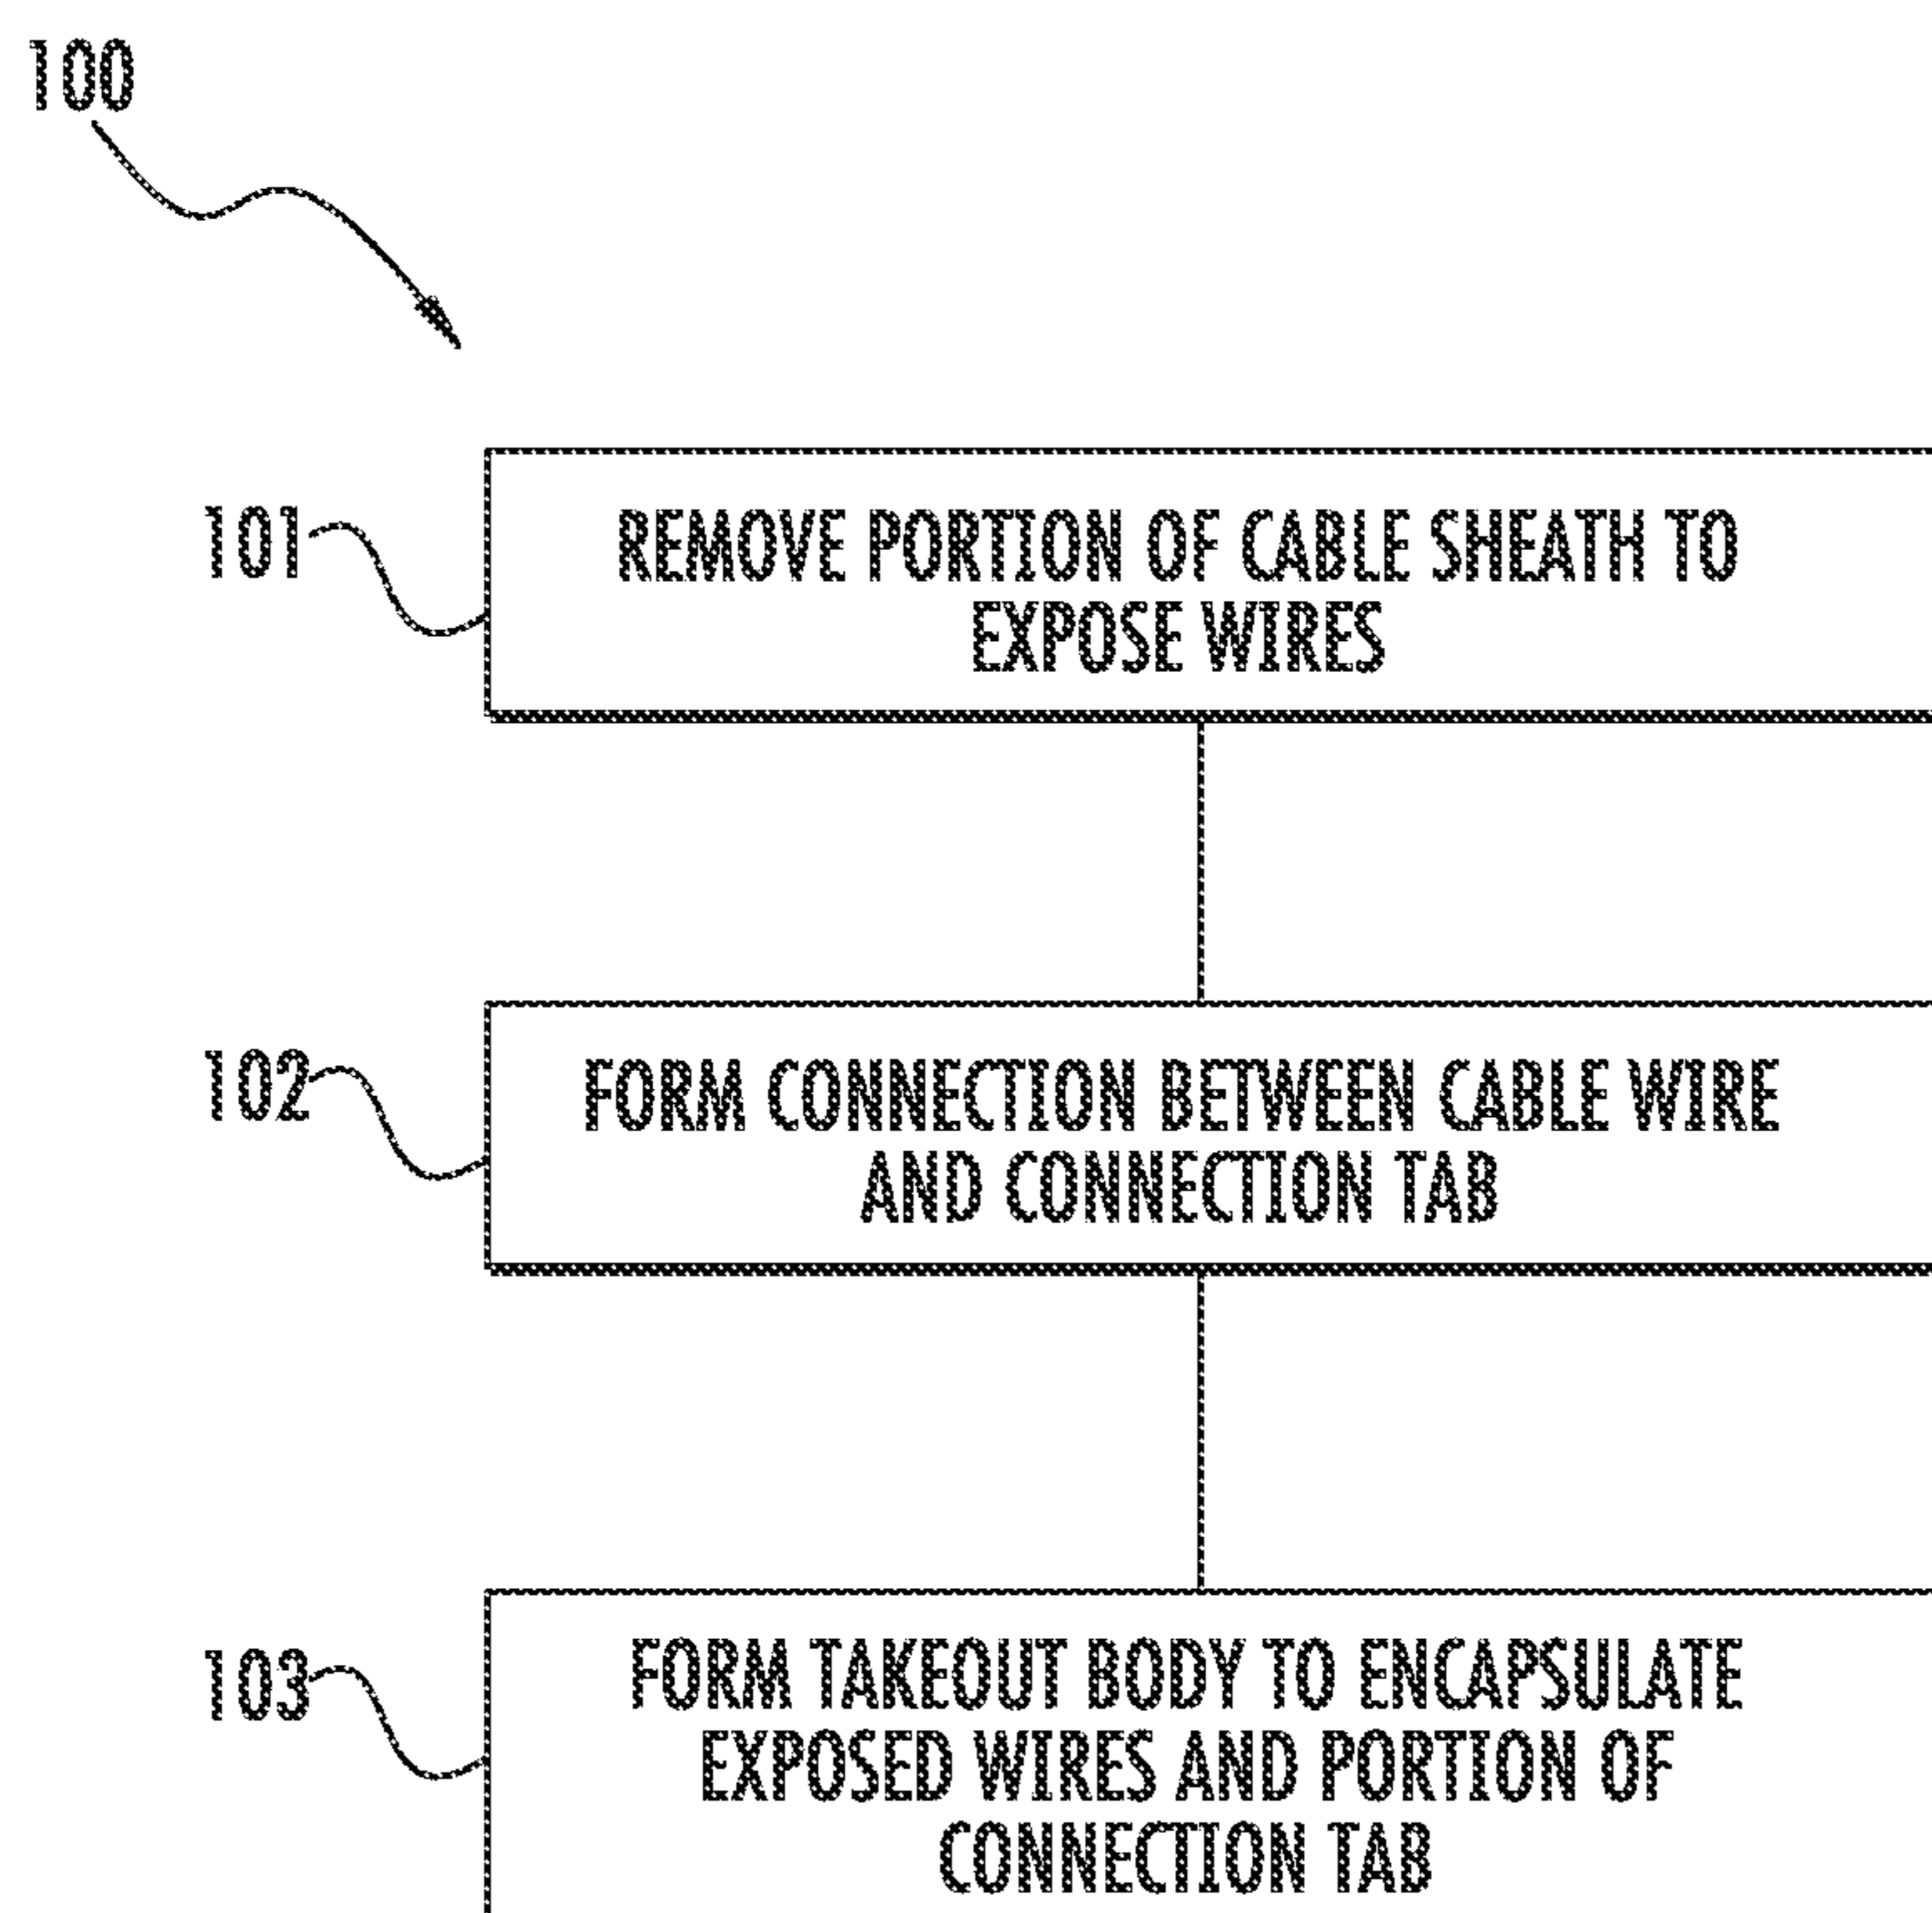 100
101
REMOVE PORTION OF CABLE SHEATH TO
EXPOSE WIRES
102
FORM CONNECTION BETWEEN CABLE WIRE
AND CONNECTION TAB
103
FORM TAKEOUT BODY TO ENCAPSULATE
EXPOSED WIRES AND PORTION OF
CONNECTION TAB